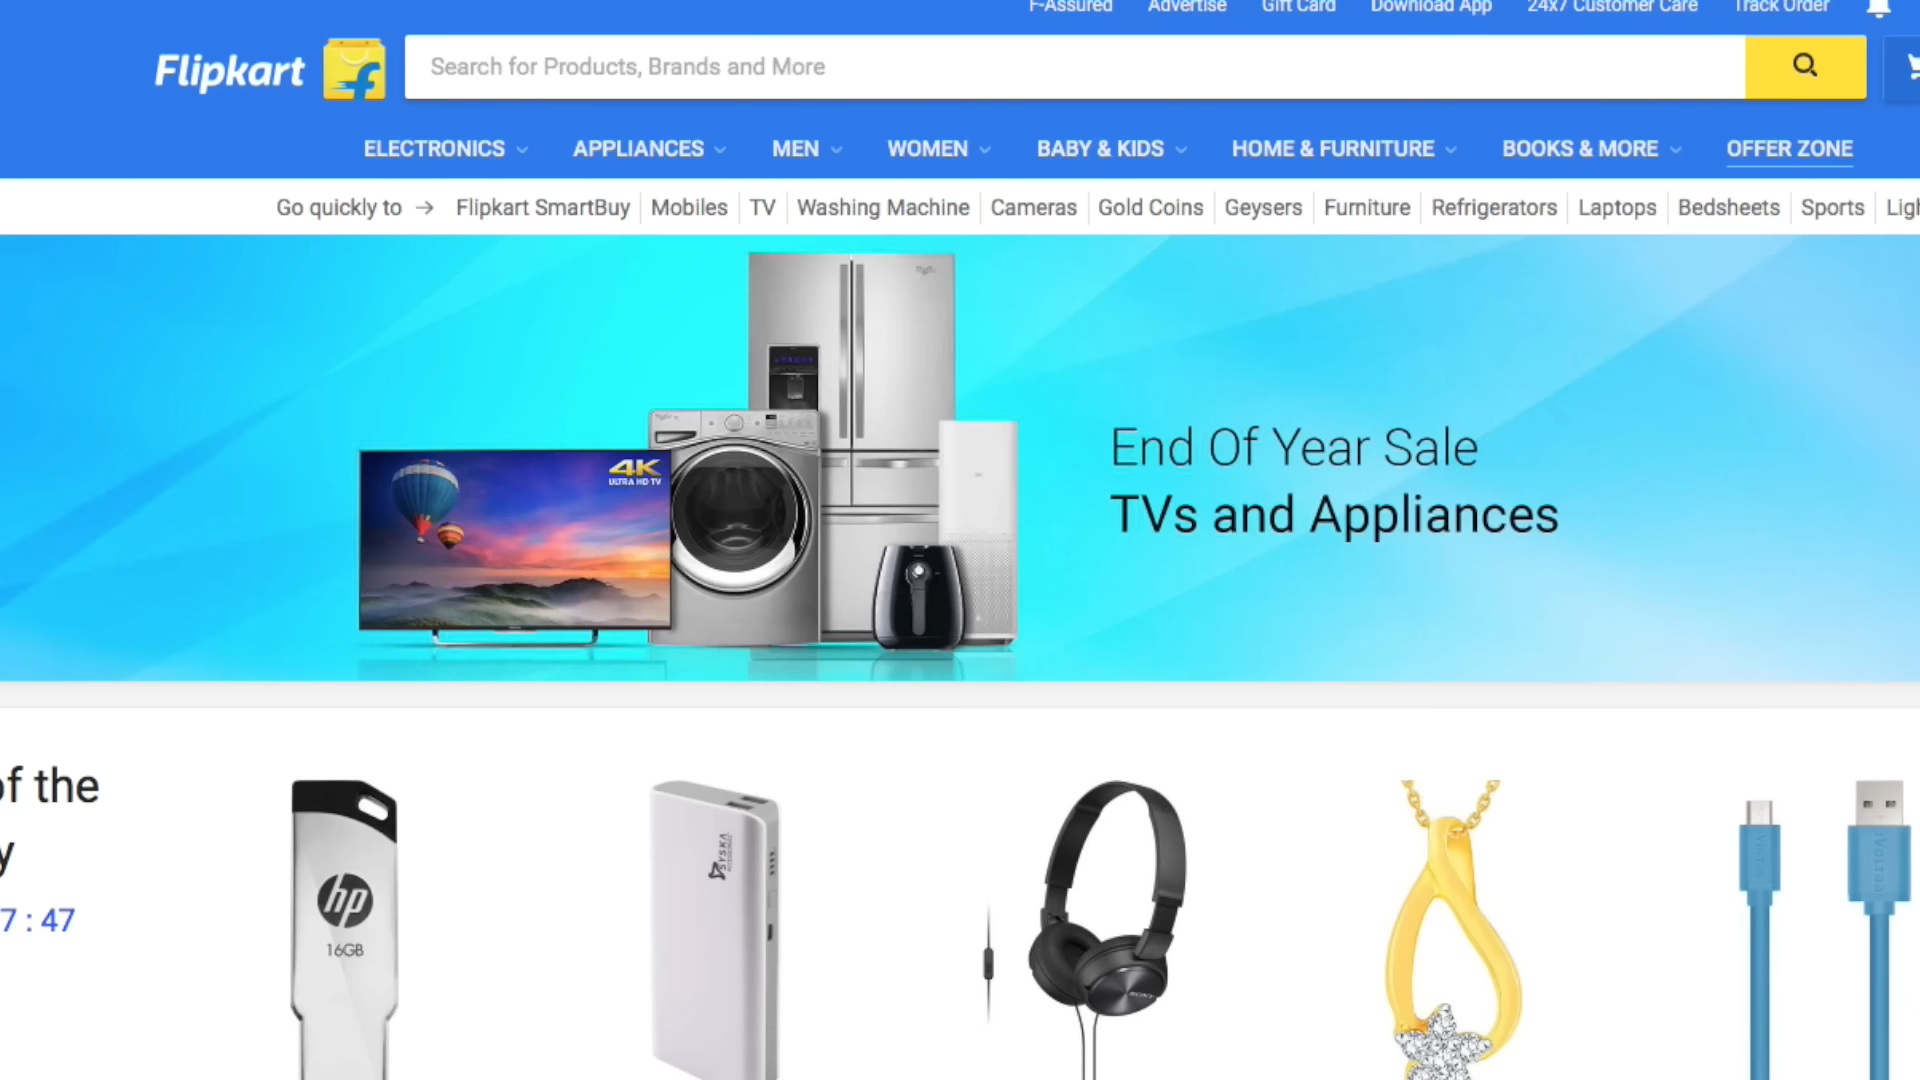 F-Assured Advertise Gift Card Download App 24x7 Customer Care Track Order
Flipkart
Search for Products, Brands and More
ELECTRONICS APPLIANCES MEN WOMEN BABY & KIDS HOME & FURNITURE BOOKS & MORE OFFER ZONE
Go quickly to → Flipkart SmartBuy Mobiles TV Washing Machine Cameras Gold Coins Geysers Furniture Refrigerators Laptops Bedsheets Sports Ligh
4K
ULTRA HD TV
End Of Year Sale
TVs and Appliances
of the
y
7 : 47
hp
16GB
SYSKA
SONY